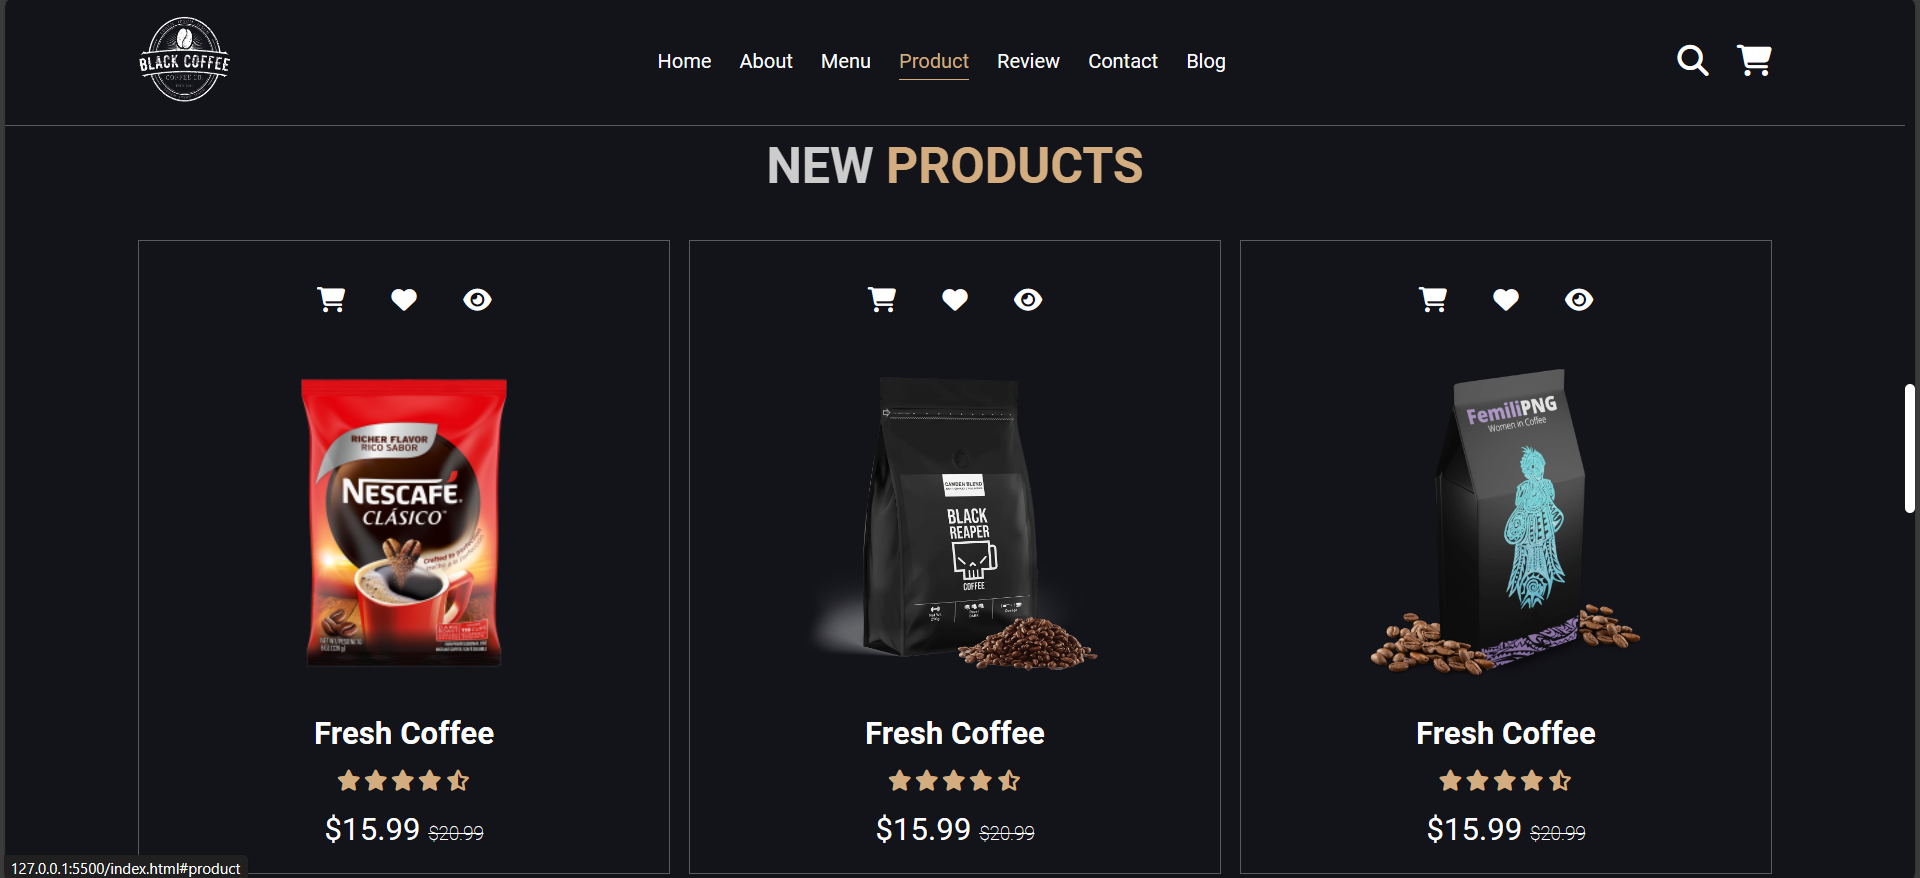 BLACK COFFEE
COFFEE CO.
Home About Menu Product Review Contact Blog
NEW PRODUCTS
RICHER FLAVOR
RICO SABOR
NESCAFÉ
CLÁSICO
CAMDEN BLEND
BLACK
REAPER
COFFEE
FemiliPNG
Women in Coffee
Fresh Coffee
$15.99 $20.99
Fresh Coffee
$15.99 $20.99
Fresh Coffee
$15.99 $20.99
127.0.0.1:5500/index.html#product